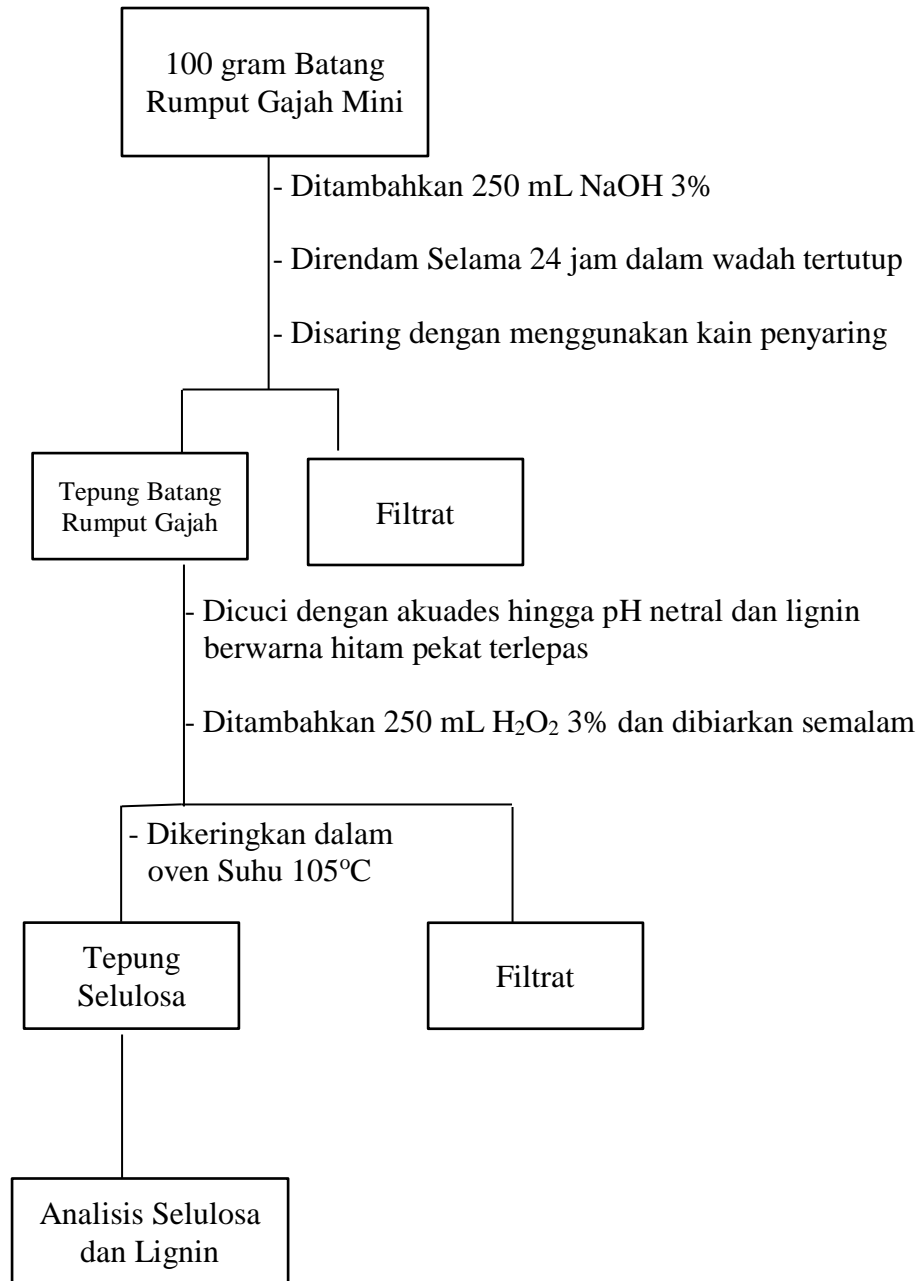 100 gram Batang
Rumput Gajah Mini
- Ditambahkan 250 mL NaOH 3%
- Direndam Selama 24 jam dalam wadah tertutup
- Disaring dengan menggunakan kain penyaring
Tepung Batang
Rumput Gajah
Filtrat
- Dicuci dengan akuades hingga pH netral dan lignin
berwarna hitam pekat terlepas
- Ditambahkan 250 mL H₂O₂ 3% dan dibiarkan semalam
- Dikeringkan dalam
oven Suhu 105°C
Tepung
Selulosa
Filtrat
Analisis Selulosa
dan Lignin